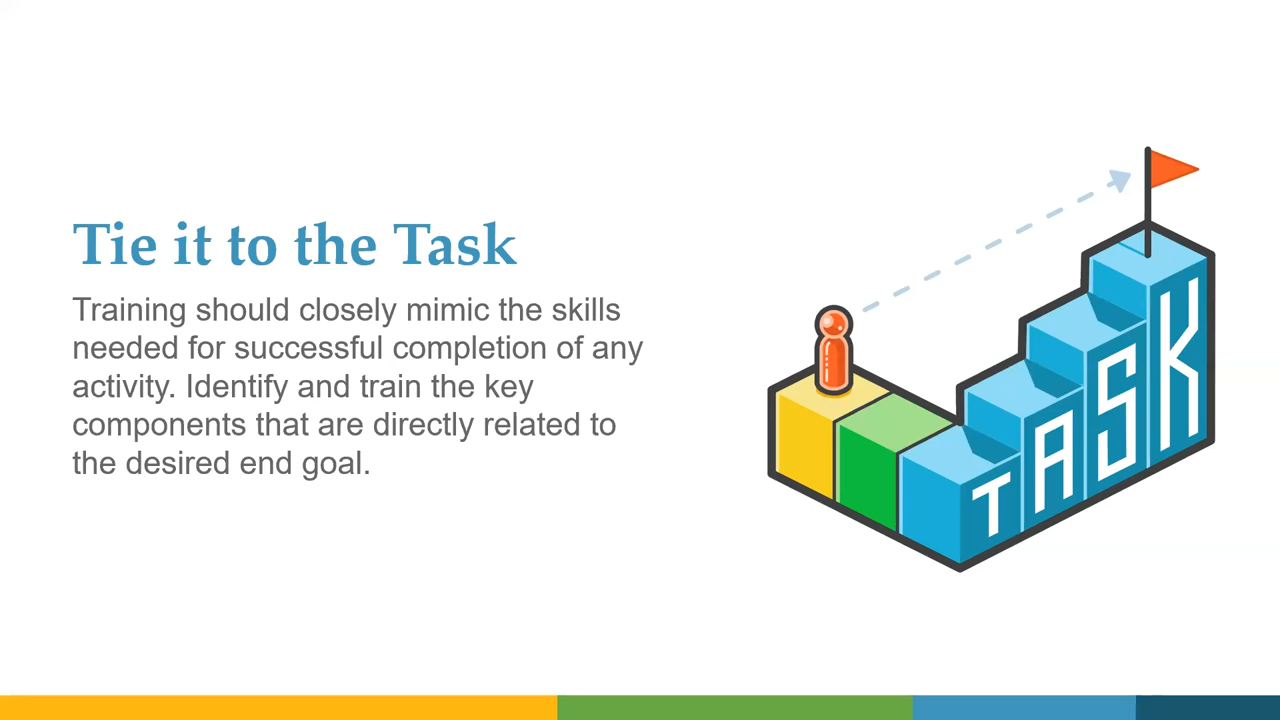 Tie it to the Task
Training should closely mimic the skills
needed for successful completion of any
activity. Identify and train the key
components that are directly related to
the desired end goal.
TASK